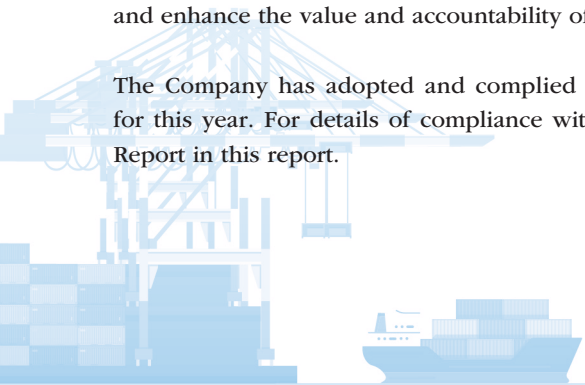 and enhance the value and accountability of
The Company has adopted and complied
for this year. For details of compliance wit
Report in this report.